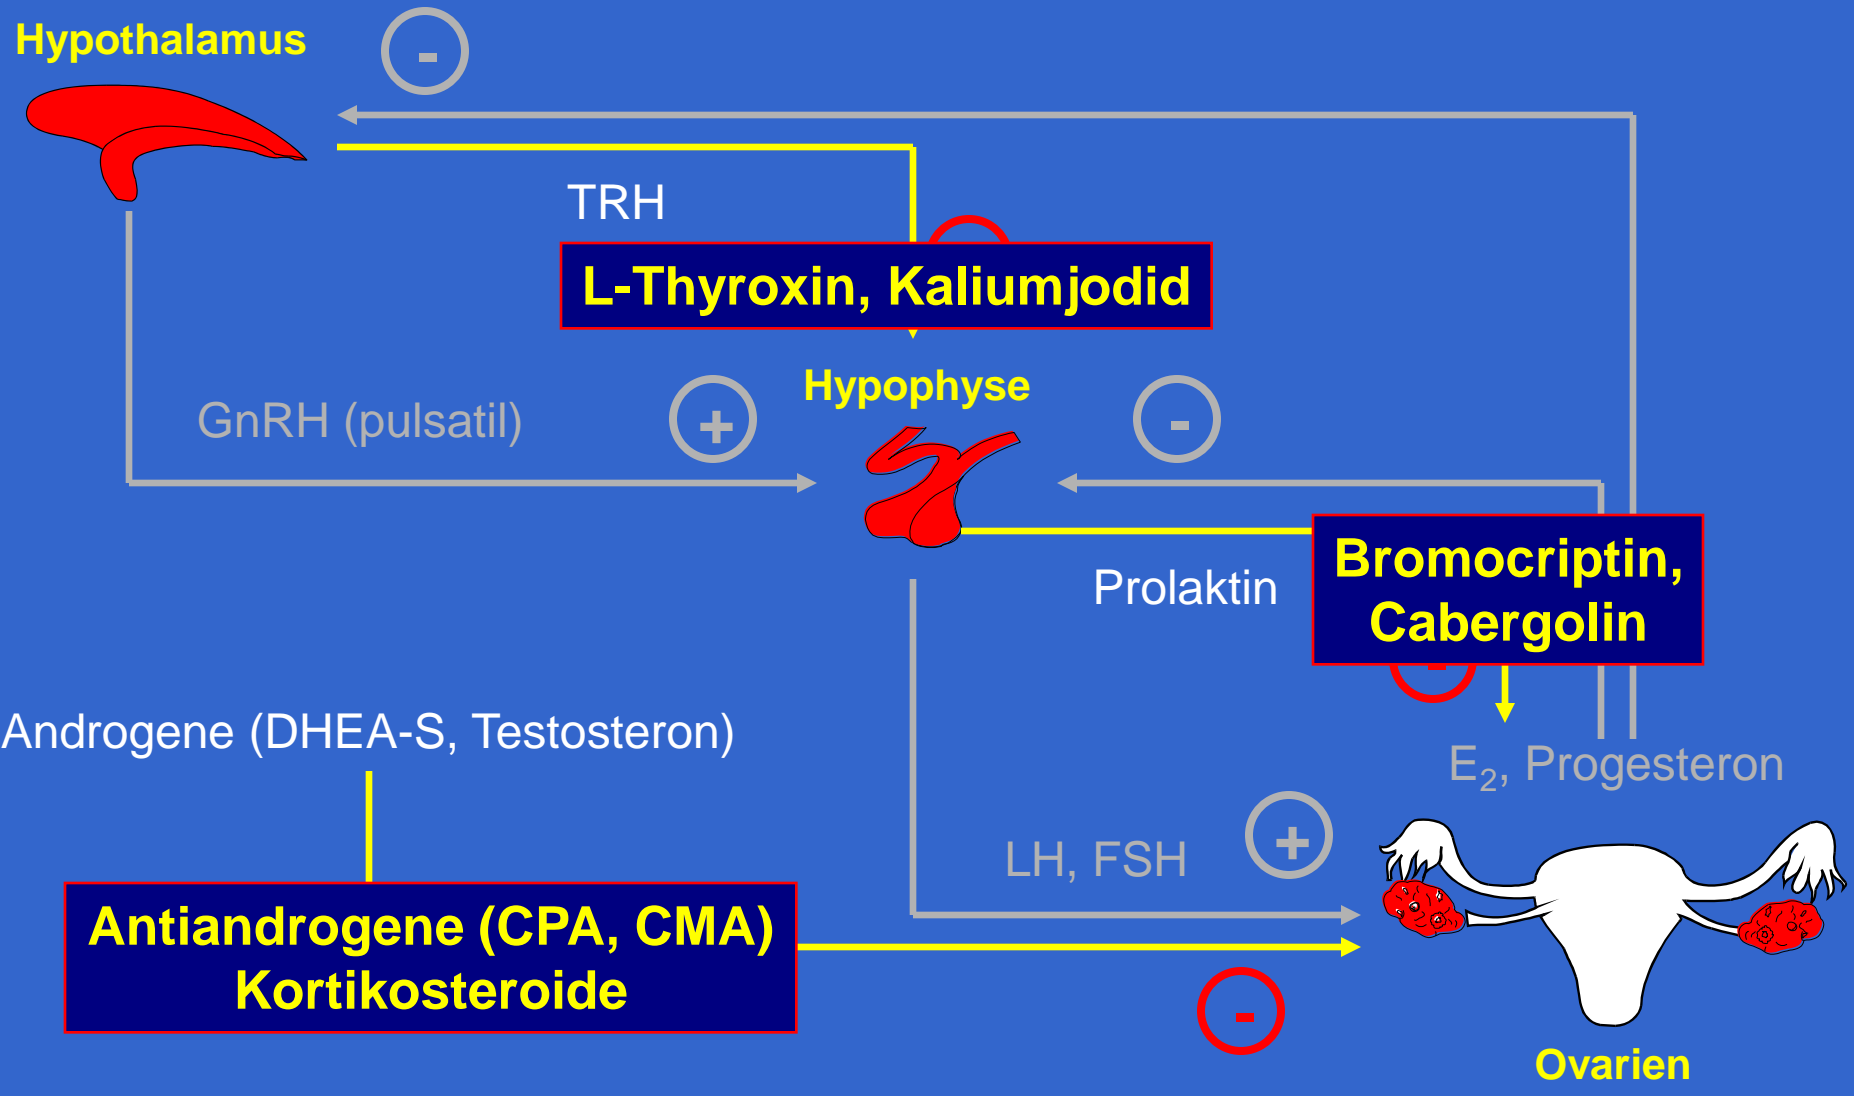 Hypothalamus
-
TRH
L-Thyroxin, Kaliumjodid
Hypophyse
GnRH (pulsatil)
+
-
Prolaktin
Bromocriptin,
Cabergolin
-
Androgene (DHEA-S, Testosteron)
E₂, Progesteron
LH, FSH
+
Antiandrogene (CPA, CMA)
Kortikosteroide
-
Ovarien